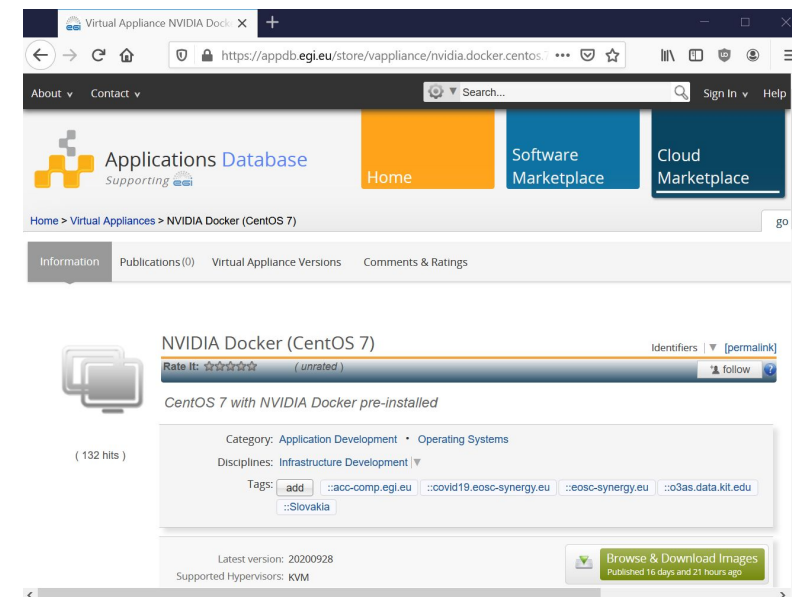 Virtual Appliance NVIDIA Dock
https://appdb.egi.eu/store/vappliance/nvidia.docker.centos.7
About Contact Search... Sign In Help
Applications Database
Supporting egi
Home
Software Marketplace
Cloud Marketplace
Home > Virtual Appliances > NVIDIA Docker (CentOS 7)
go
Information Publications (0) Virtual Appliance Versions Comments & Ratings
NVIDIA Docker (CentOS 7)
Identifiers [permalink]
Rate It: ( unrated )
follow ?
CentOS 7 with NVIDIA Docker pre-installed
( 132 hits )
Category: Application Development • Operating Systems
Disciplines: Infrastructure Development
Tags: add ::acc-comp.egi.eu ::covid19.eosc-synergy.eu ::eosc-synergy.eu ::o3as.data.kit.edu
::Slovakia
Latest version: 20200928
Supported Hypervisors: KVM
Browse & Download Images
Published 16 days and 21 hours ago